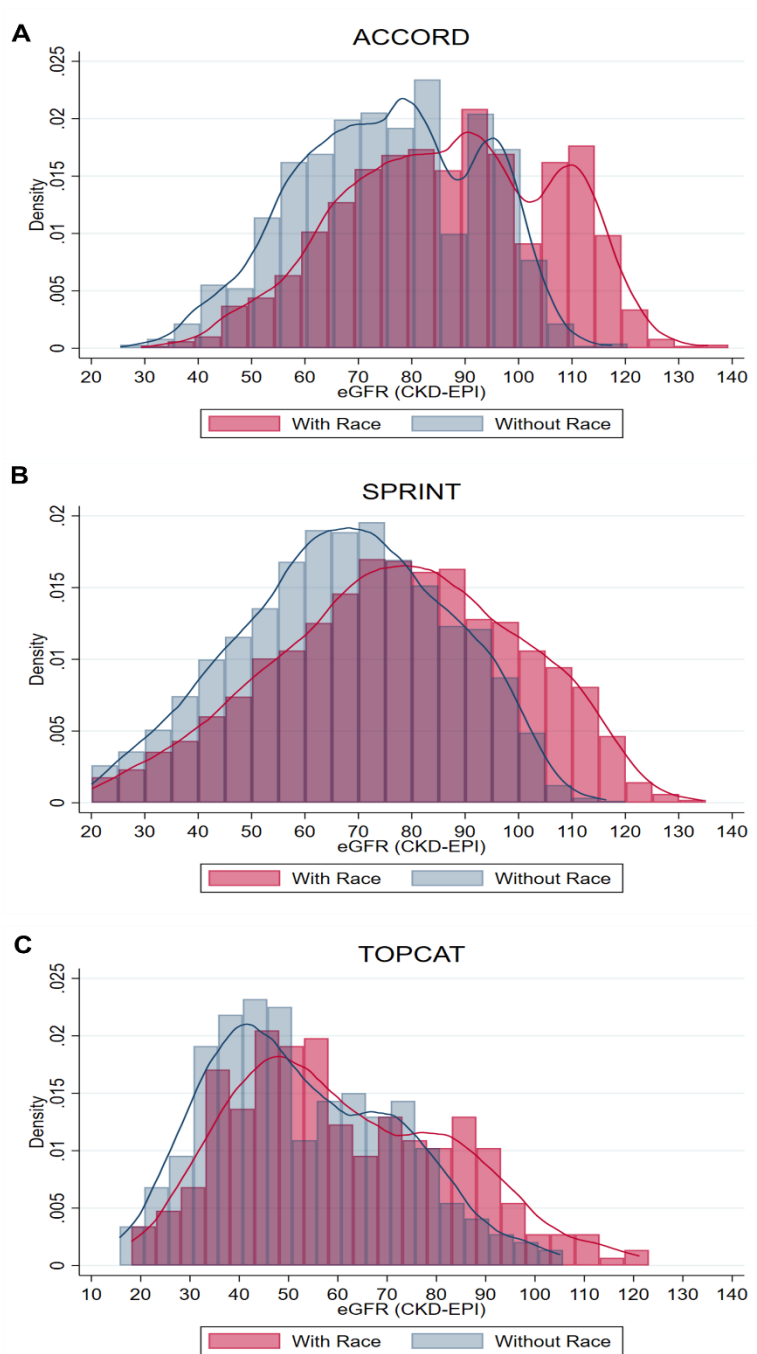 A
ACCORD
.025
.02
.015
.01
.005
0
Density
20 30 40 50 60 70 80 90 100 110 120 130 140
eGFR (CKD-EPI)
With Race Without Race
B
SPRINT
.02
.015
.01
.005
0
Density
20 30 40 50 60 70 80 90 100 110 120 130 140
eGFR (CKD-EPI)
With Race Without Race
C
TOPCAT
.025
.02
.015
.01
.005
0
Density
10 20 30 40 50 60 70 80 90 100 110 120 130 140
eGFR (CKD-EPI)
With Race Without Race